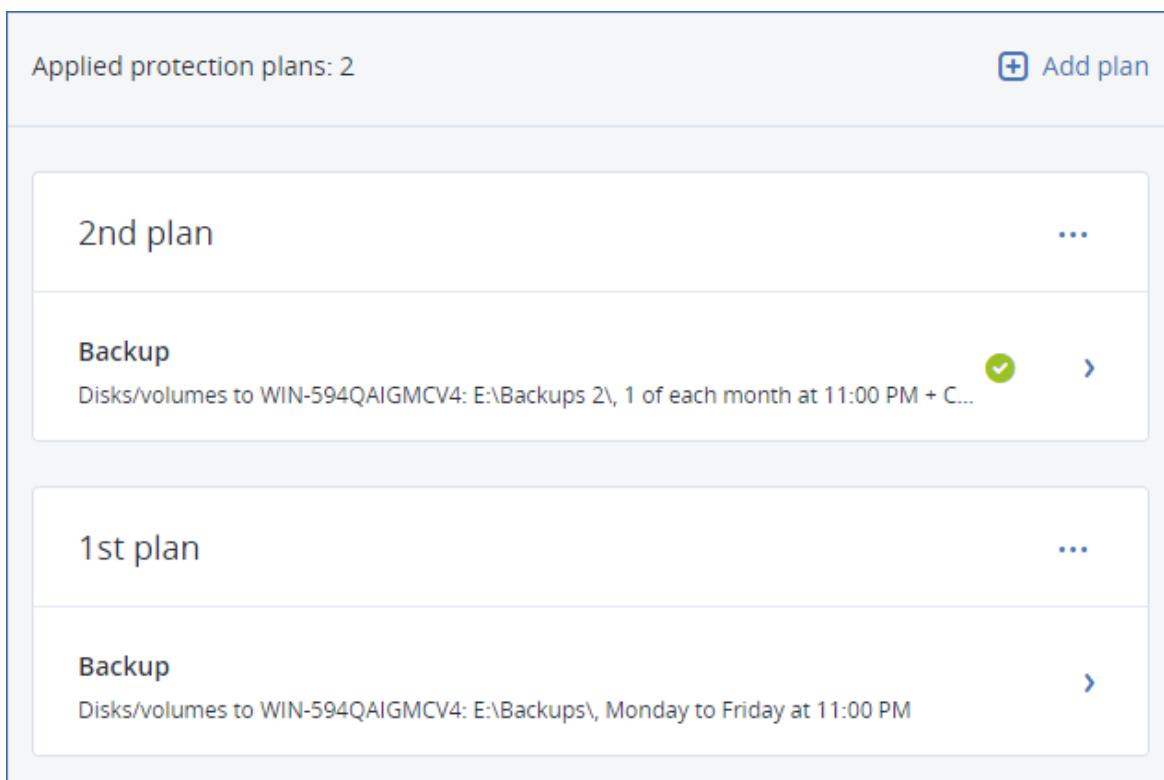 Applied protection plans: 2
Add plan
2nd plan
Backup
Disks/volumes to WIN-594QAIGMCV4: E:\Backups 2\, 1 of each month at 11:00 PM + C...
1st plan
Backup
Disks/volumes to WIN-594QAIGMCV4: E:\Backups\, Monday to Friday at 11:00 PM